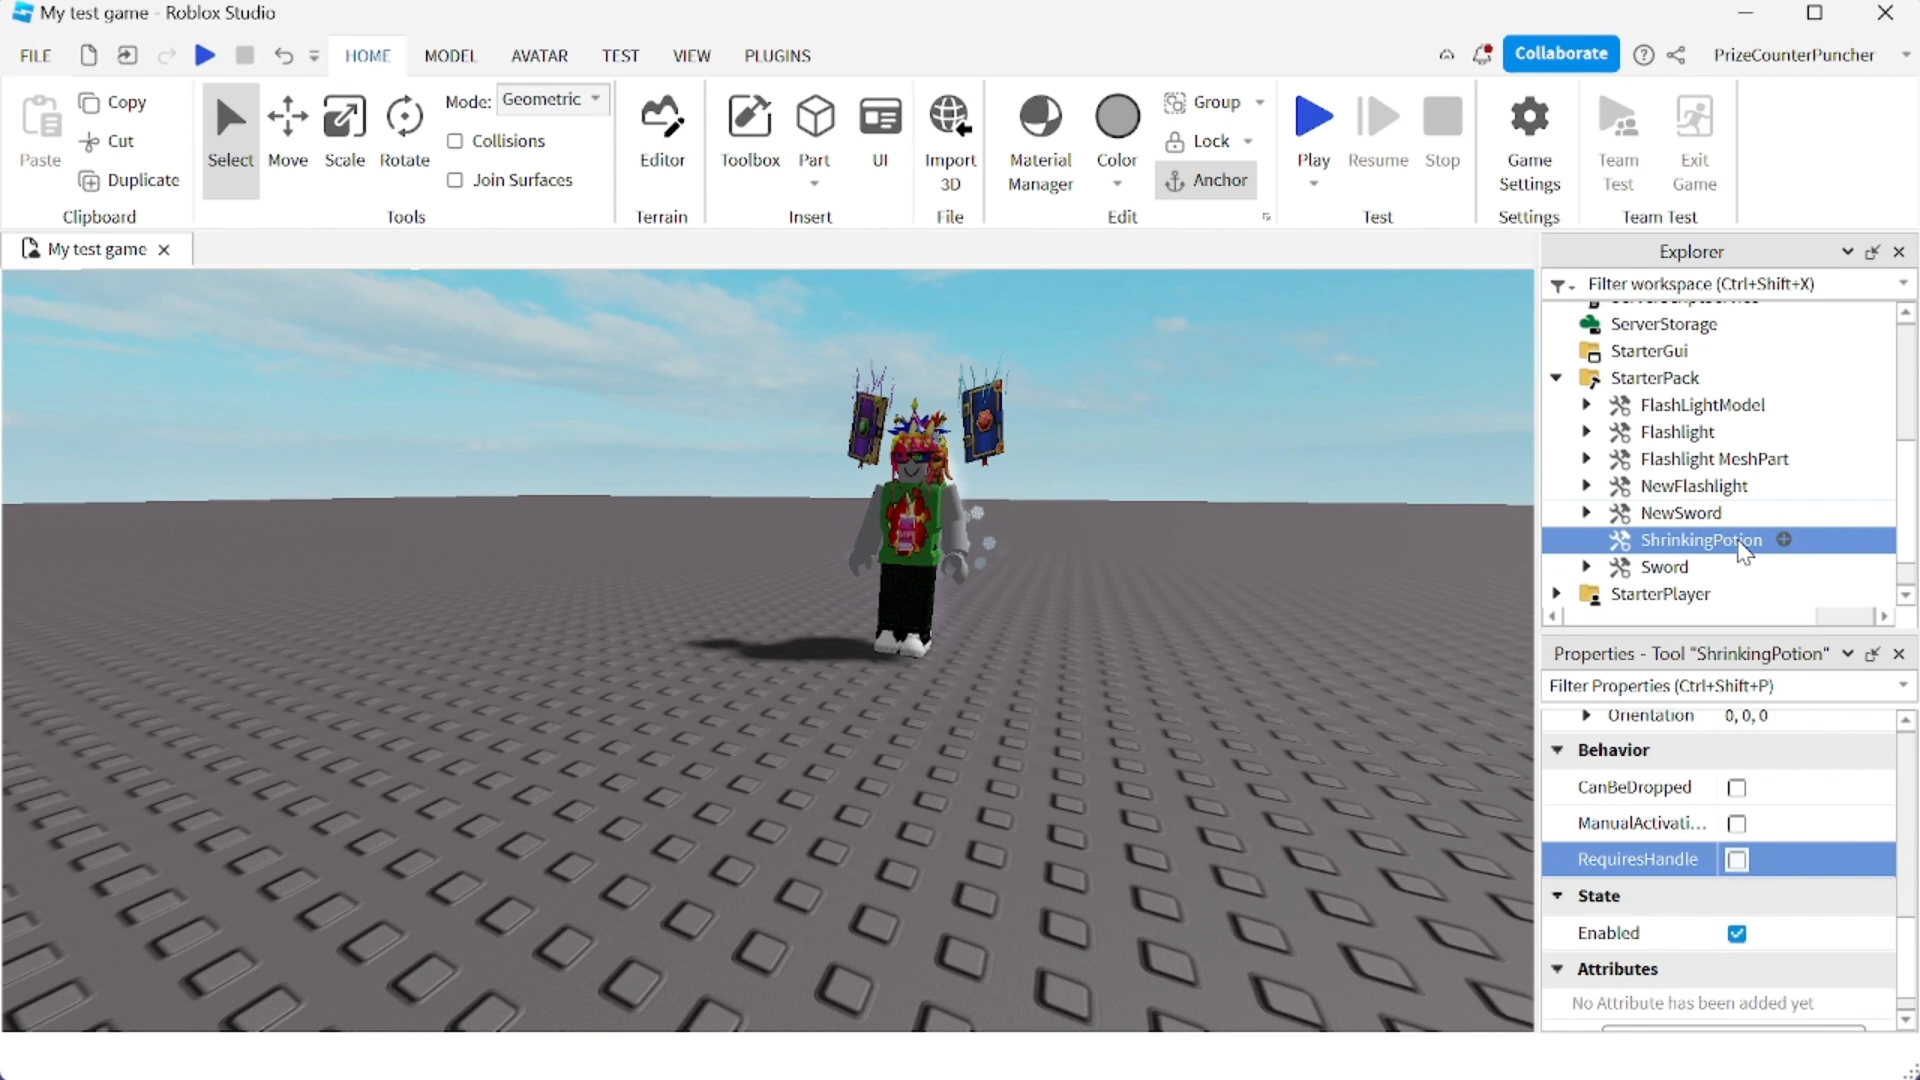 My test game - Roblox Studio
FILE HOME MODEL AVATAR TEST VIEW PLUGINS Collaborate PrizeCounterPuncher
Paste
Copy
Cut
Duplicate
Clipboard
Select Move Scale Rotate
Mode: Geometric
Collisions
Join Surfaces
Tools
Editor
Terrain
Toolbox Part UI
Insert
Import
3D
File
Material
Manager
Color
Group
Lock
Anchor
Edit
Play Resume Stop
Test
Game
Settings
Settings
Team
Test
Exit
Game
Team Test
My test game
Explorer
Filter workspace (Ctrl+Shift+X)
ServerStorage
StarterGui
StarterPack
FlashLightModel
Flashlight
Flashlight MeshPart
NewFlashlight
NewSword
ShrinkingPotion
Sword
StarterPlayer
Properties - Tool "ShrinkingPotion"
Filter Properties (Ctrl+Shift+P)
Orientation 0, 0, 0
Behavior
CanBeDropped
ManualActivati...
RequiresHandle
State
Enabled
Attributes
No Attribute has been added yet